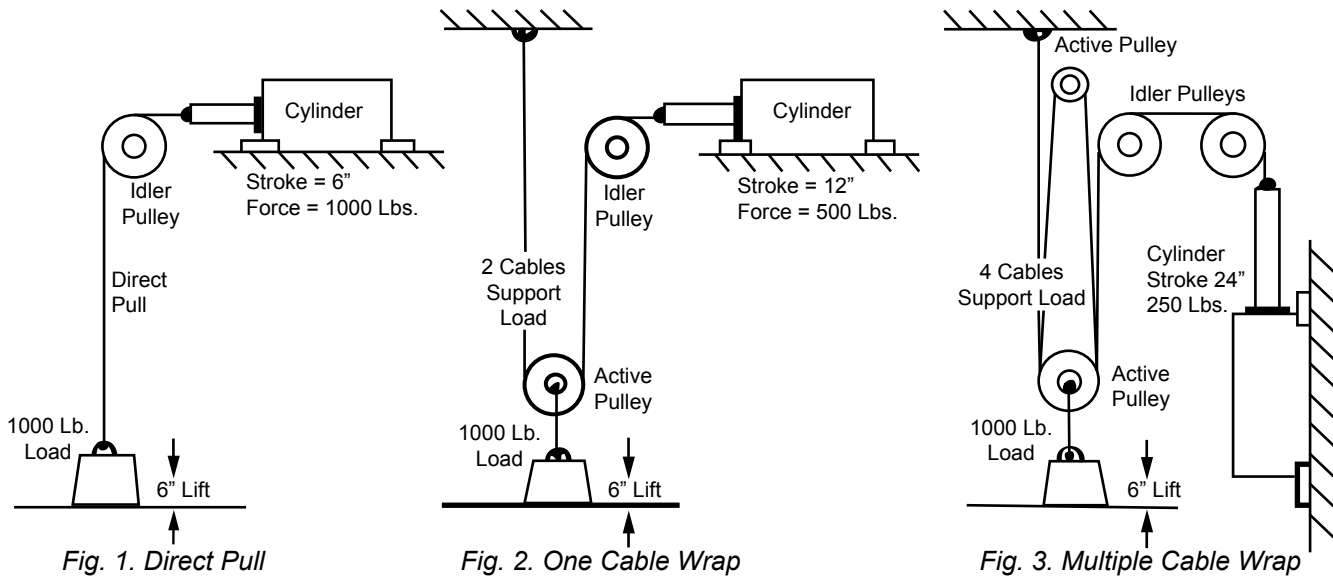 Cylinder
Idler
Pulley
Stroke = 6”
Force = 1000 Lbs.
Direct
Pull
1000 Lb.
Load
6” Lift
Fig. 1. Direct Pull
Cylinder
Idler
Pulley
Stroke = 12”
Force = 500 Lbs.
2 Cables
Support
Load
Active
Pulley
1000 Lb.
Load
6” Lift
Fig. 2. One Cable Wrap
Active Pulley
Idler Pulleys
4 Cables
Support Load
Cylinder
Stroke 24”
250 Lbs.
Active
Pulley
1000 Lb.
Load
6” Lift
Fig. 3. Multiple Cable Wrap